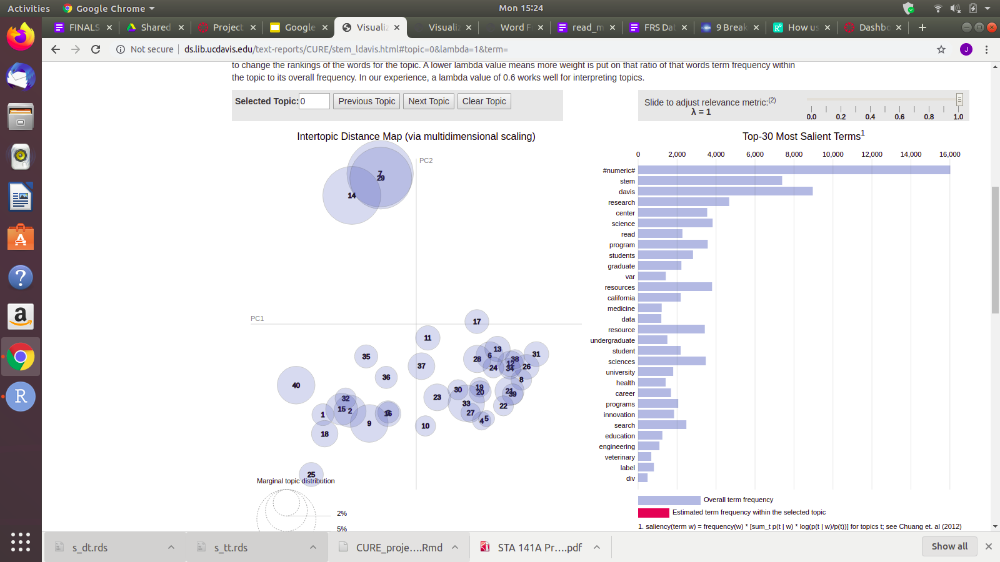 Activities
Google Chrome
Mon 15:24
FINALS
Shared
Project
Google
Visualiz
Visualiz
Word F
read_m
FRS Dat
9 Break
How us
Dashbo
Not secure
ds.lib.ucdavis.edu/text-reports/CURE/stem_ldavis.html#topic=0&lambda=1&term=
J
to change the rankings of the words for the topic. A lower lambda value means more weight is put on that ratio of that words term frequency within
the topic to its overall frequency. In our experience, a lambda value of 0.6 works well for interpreting topics.
Selected Topic: 0 Previous Topic Next Topic Clear Topic
Slide to adjust relevance metric:(2)
λ = 1
0.0 0.2 0.4 0.6 0.8 1.0
Intertopic Distance Map (via multidimensional scaling)
PC2
7
29
14
PC1
17
11
13
35
28
6
38
31
37
12
24
34
26
36
8
40
19
30
20
21
39
23
32
33
22
15
2
1
16
27
4
5
9
10
18
25
Marginal topic distribution
2%
5%
Top-30 Most Salient Terms1
0 2,000 4,000 6,000 8,000 10,000 12,000 14,000 16,000
#numeric#
stem
davis
research
center
science
read
program
students
graduate
var
resources
california
medicine
data
resource
undergraduate
student
sciences
university
health
career
programs
innovation
search
education
engineering
veterinary
label
div
Overall term frequency
Estimated term frequency within the selected topic
1. saliency(term w) = frequency(w) * [sum_t p(t | w) * log(p(t | w)/p(t))] for topics t; see Chuang et. al (2012)
s_dt.rds
s_tt.rds
CURE_proje....Rmd
STA 141A Pr....pdf
Show all